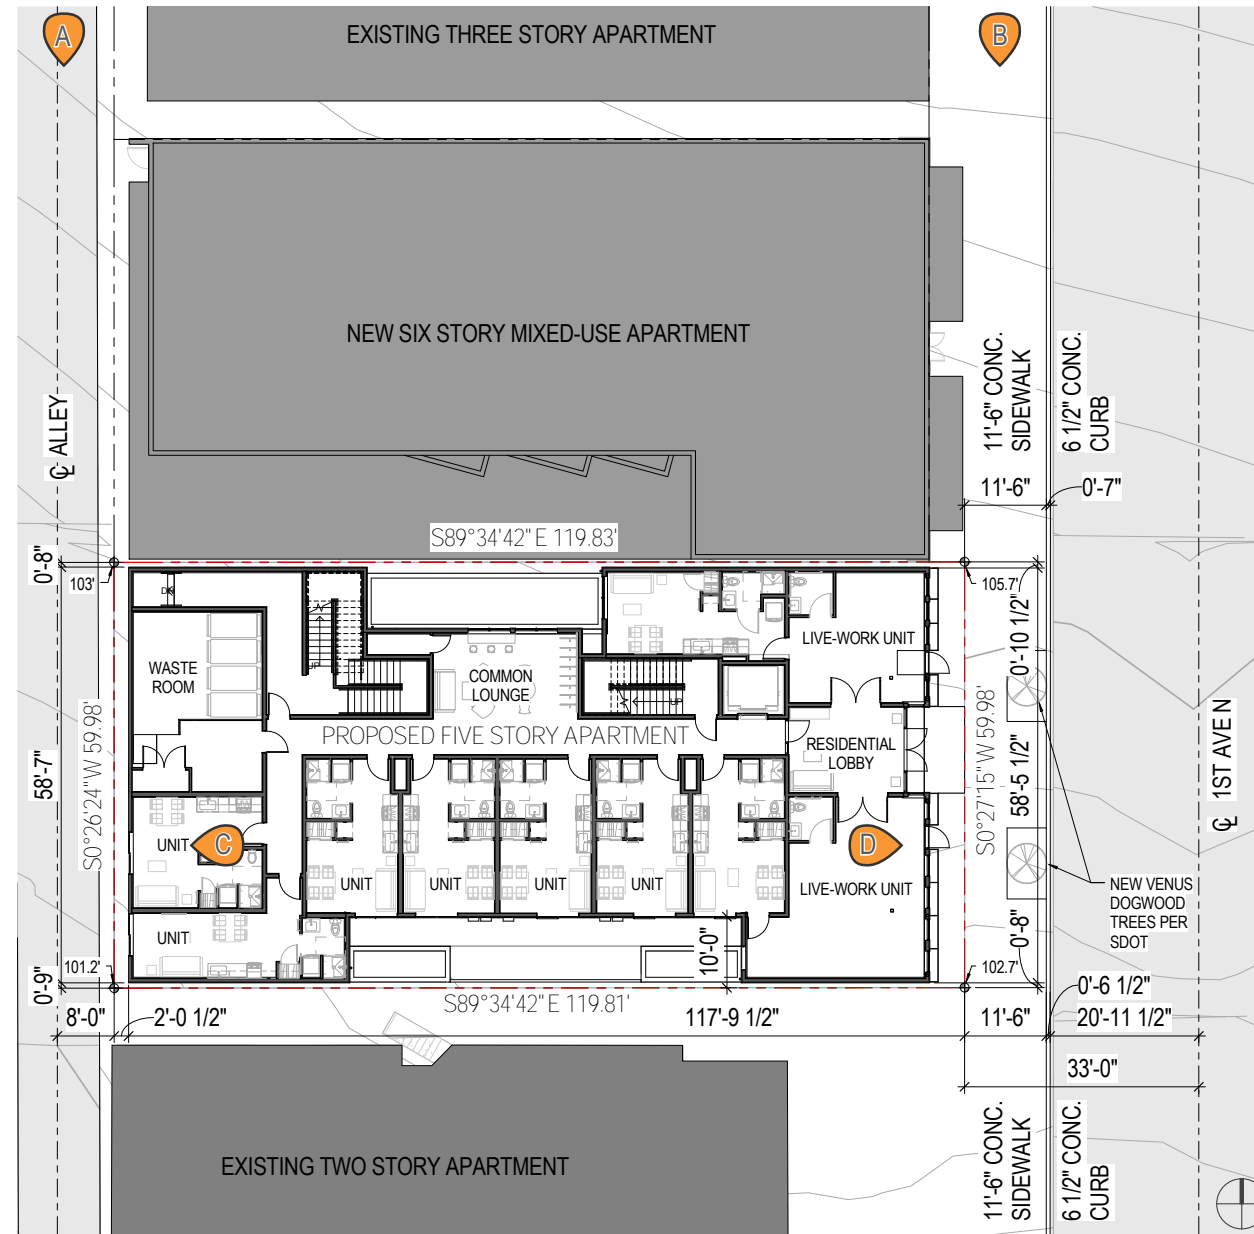 A
B
EXISTING THREE STORY APARTMENT
NEW SIX STORY MIXED-USE APARTMENT
℄ ALLEY
11'-6" CONC.
SIDEWALK
6 1/2" CONC.
CURB
11'-6"
0'-7"
S89°34'42" E 119.83'
0'-8"
103'
105.7'
0'-10 1/2"
DN
UP
WASTE
ROOM
COMMON
LOUNGE
UP
LIVE-WORK UNIT
PROPOSED FIVE STORY APARTMENT
RESIDENTIAL
LOBBY
58'-7"
S0°26'24" W 59.98'
S0°27'15" W 59.98'
58'-5 1/2"
℄ 1ST AVE N
UNIT
C
D
UNIT
UNIT
UNIT
UNIT
LIVE-WORK UNIT
NEW VENUS
DOGWOOD
TREES PER
SDOT
UNIT
10'-0"
0'-8"
101.2'
102.7'
0'-9"
S89°34'42" E 119.81'
0'-6 1/2"
8'-0"
2'-0 1/2"
117'-9 1/2"
11'-6"
20'-11 1/2"
33'-0"
EXISTING TWO STORY APARTMENT
11'-6" CONC.
SIDEWALK
6 1/2" CONC.
CURB